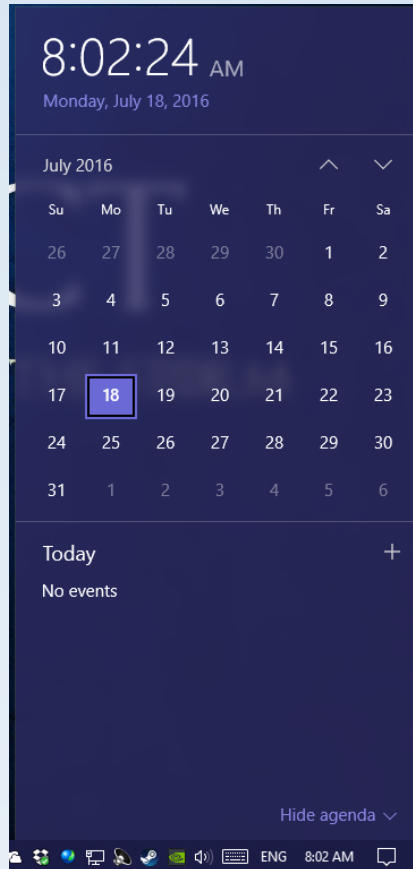 8:02:24 AM
Monday, July 18, 2016
July 2016
Su Mo Tu We Th Fr Sa
26 27 28 29 30 1 2
3 4 5 6 7 8 9
10 11 12 13 14 15 16
17 18 19 20 21 22 23
24 25 26 27 28 29 30
31 1 2 3 4 5 6
Today
No events
Hide agenda
ENG 8:02 AM